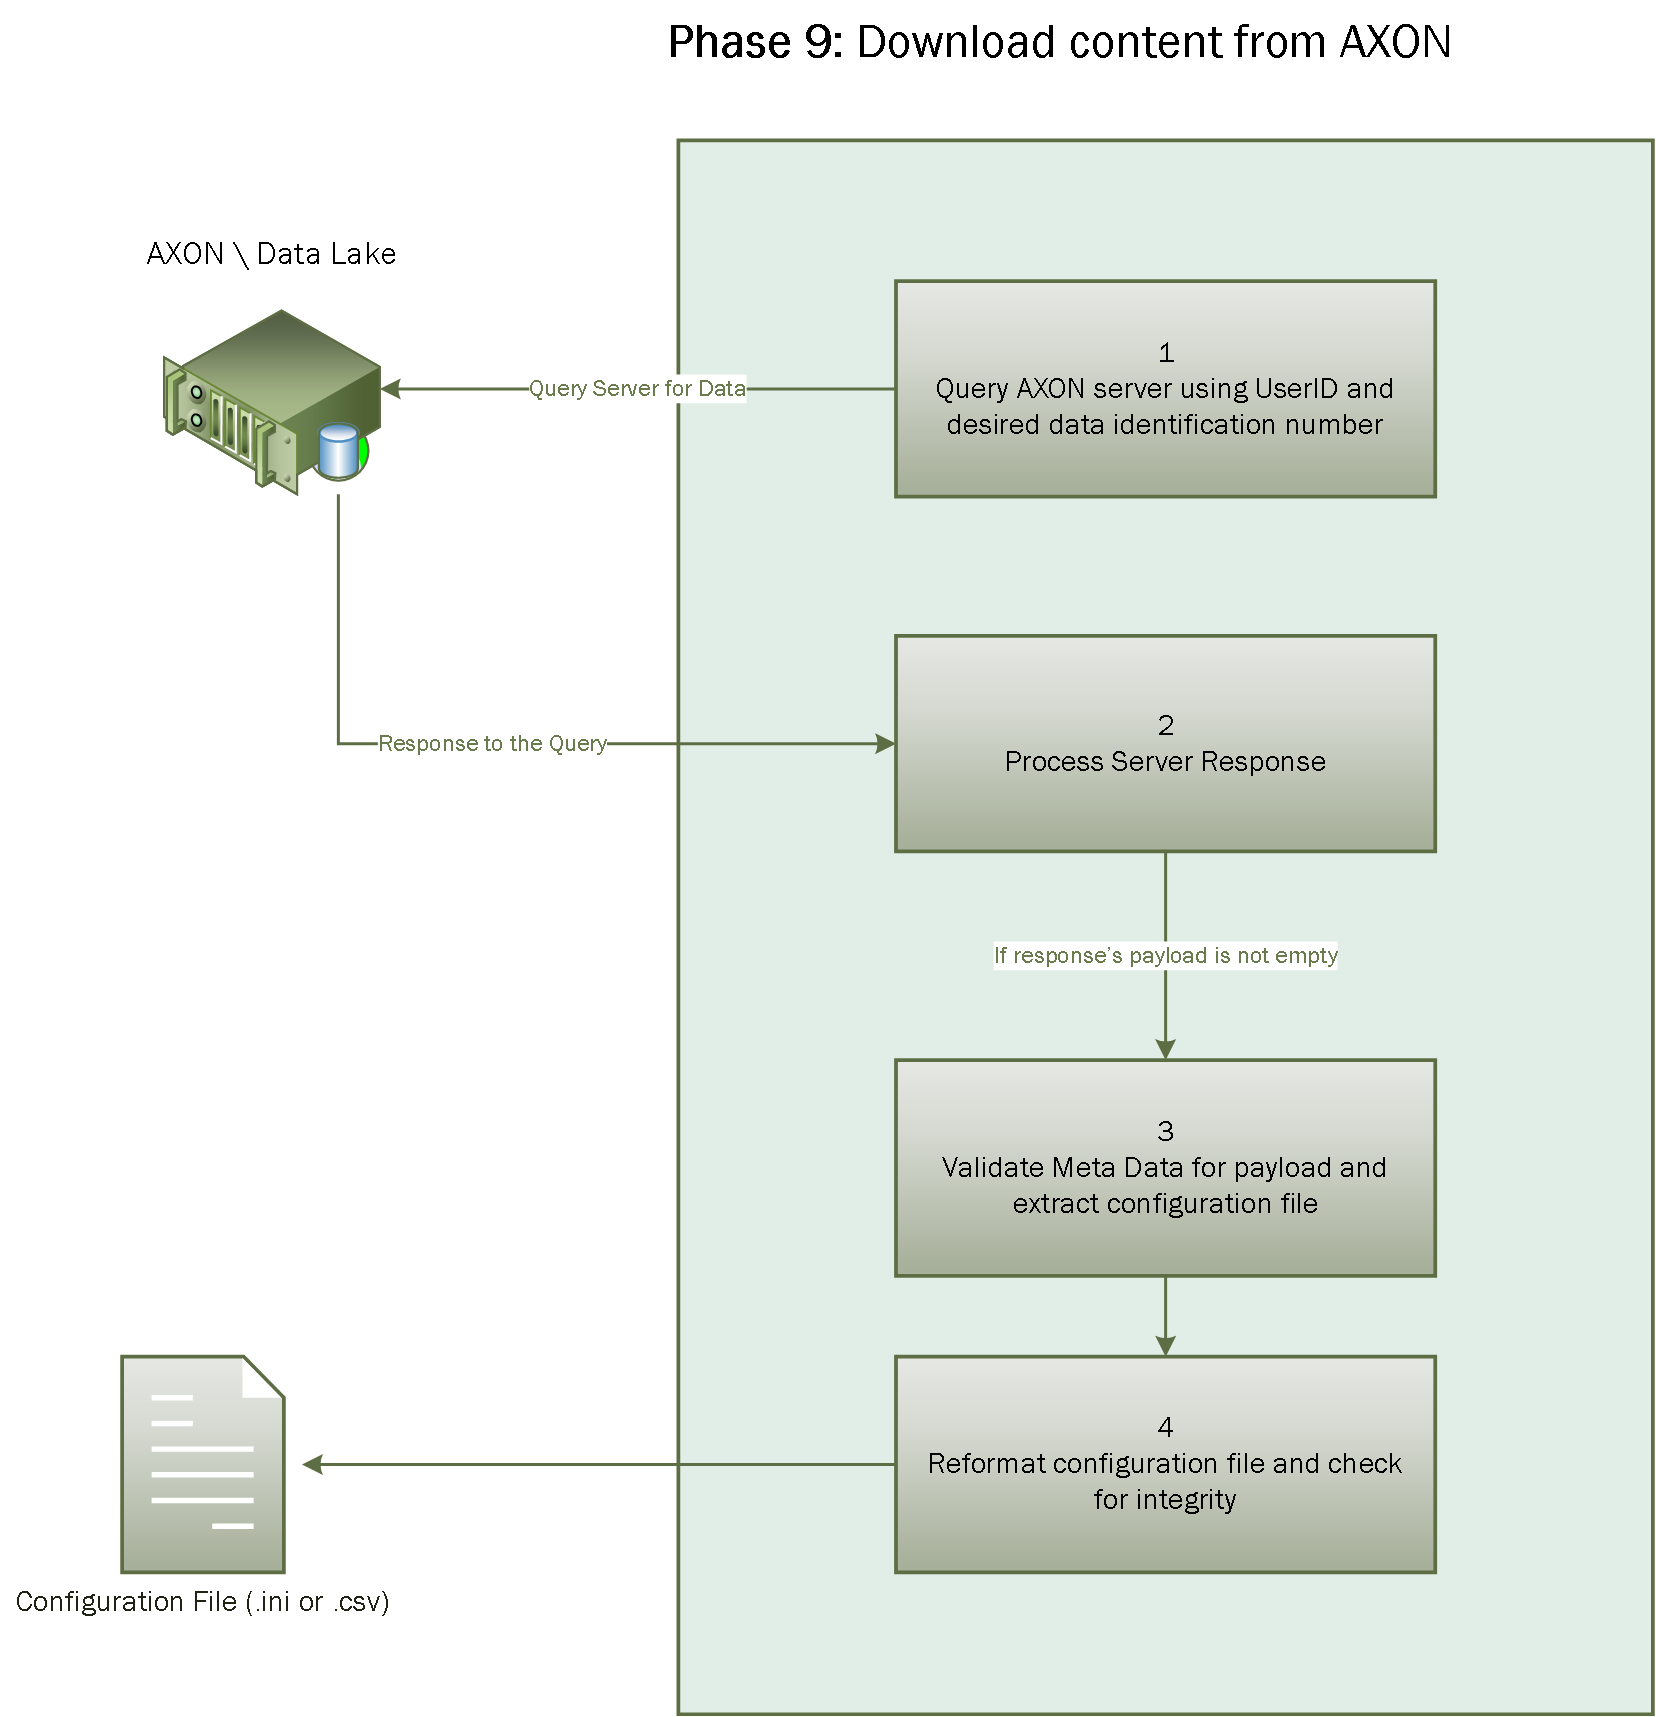 Phase 9: Download content from AXON
AXON \ Data Lake
1
Query AXON server using UserID and
desired data identification number
Query Server for Data
2
Process Server Response
Response to the Query
If response’s payload is not empty
3
Validate Meta Data for payload and
extract configuration file
4
Reformat configuration file and check
for integrity
Configuration File (.ini or .csv)